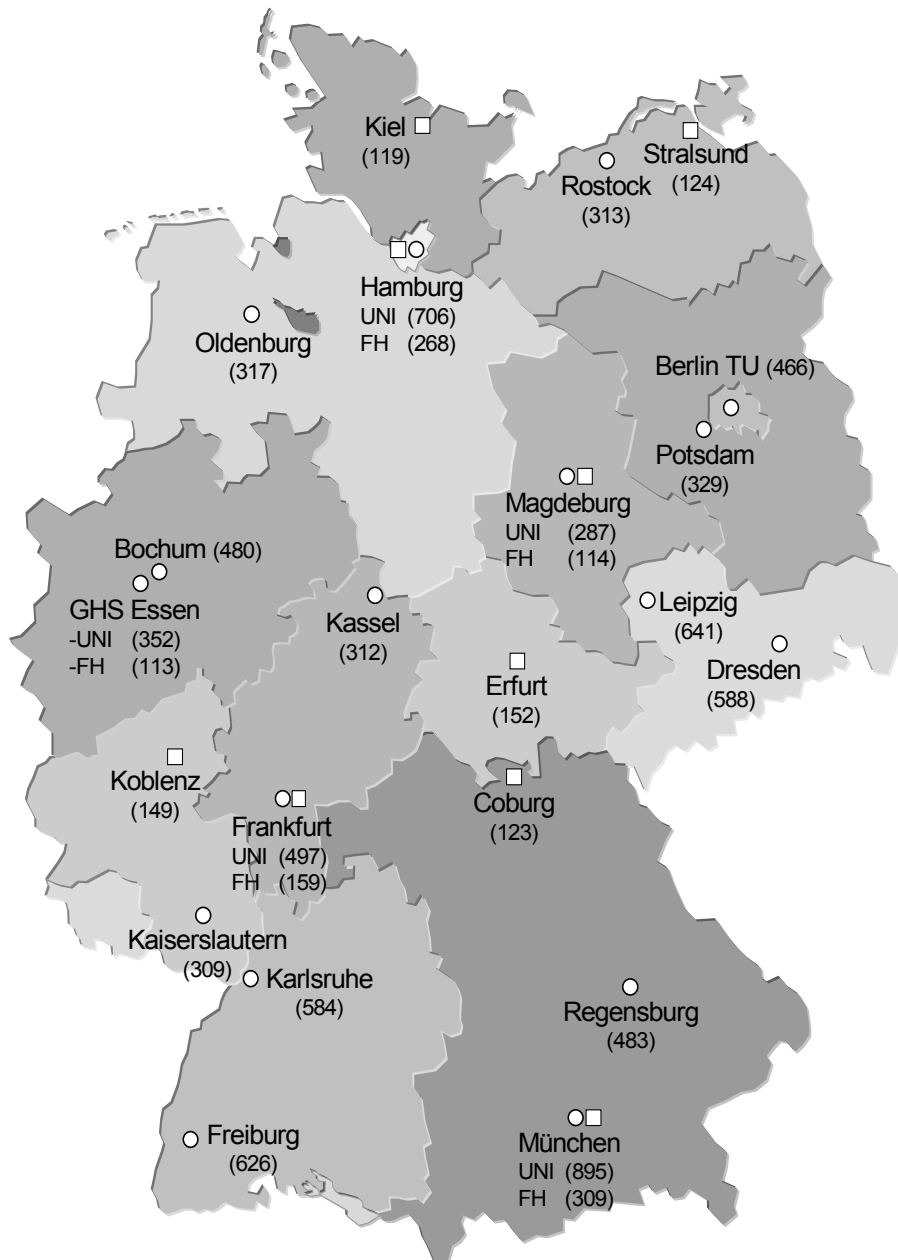 Kiel
(119)
Stralsund
(124)
Rostock
(313)
Hamburg
UNI (706)
FH (268)
Oldenburg
(317)
Berlin TU (466)
Potsdam
(329)
Magdeburg
UNI (287)
FH (114)
Bochum (480)
GHS Essen
-UNI (352)
-FH (113)
Kassel
(312)
Leipzig
(641)
Dresden
(588)
Erfurt
(152)
Koblenz
(149)
Coburg
(123)
Frankfurt
UNI (497)
FH (159)
Kaiserslautern
(309)
Karlsruhe
(584)
Regensburg
(483)
Freiburg
(626)
München
UNI (895)
FH (309)